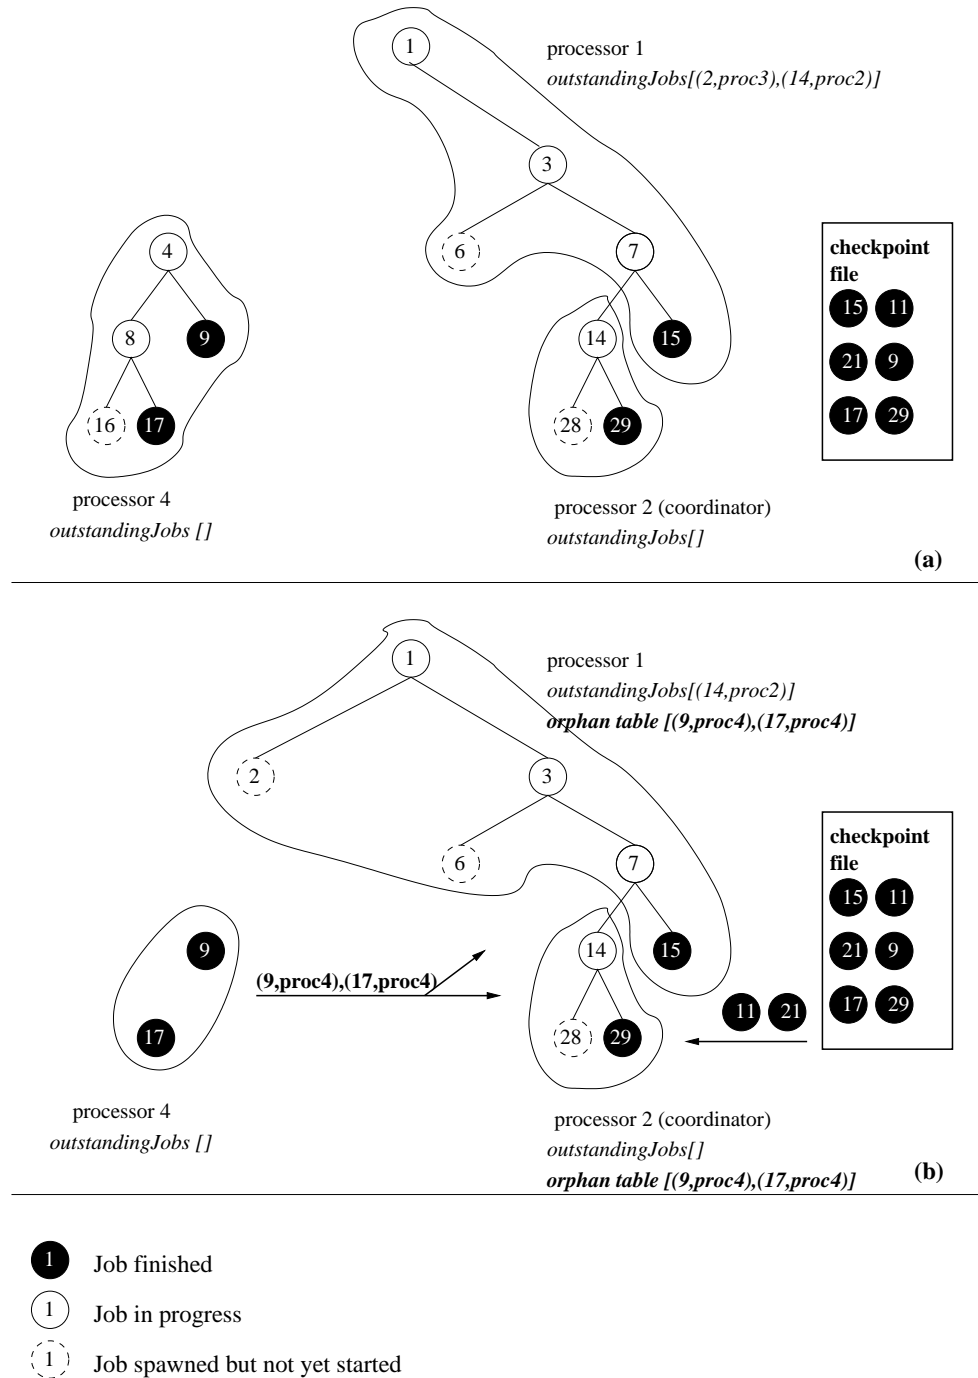 1
processor 1
outstandingJobs[(2,proc3),(14,proc2)]
3
4
6
7
checkpoint
file
15 11
8
9
14
15
21 9
16
17
28
29
17 29
processor 4
outstandingJobs []
processor 2 (coordinator)
outstandingJobs[]
(a)
1
processor 1
outstandingJobs[(14,proc2)]
orphan table [(9,proc4),(17,proc4)]
2
3
6
7
checkpoint
file
15 11
9
14
15
21 9
(9,proc4),(17,proc4)
17
28
29
11 21
17 29
processor 4
outstandingJobs []
processor 2 (coordinator)
outstandingJobs[]
orphan table [(9,proc4),(17,proc4)]
(b)
1 Job finished
1 Job in progress
1 Job spawned but not yet started